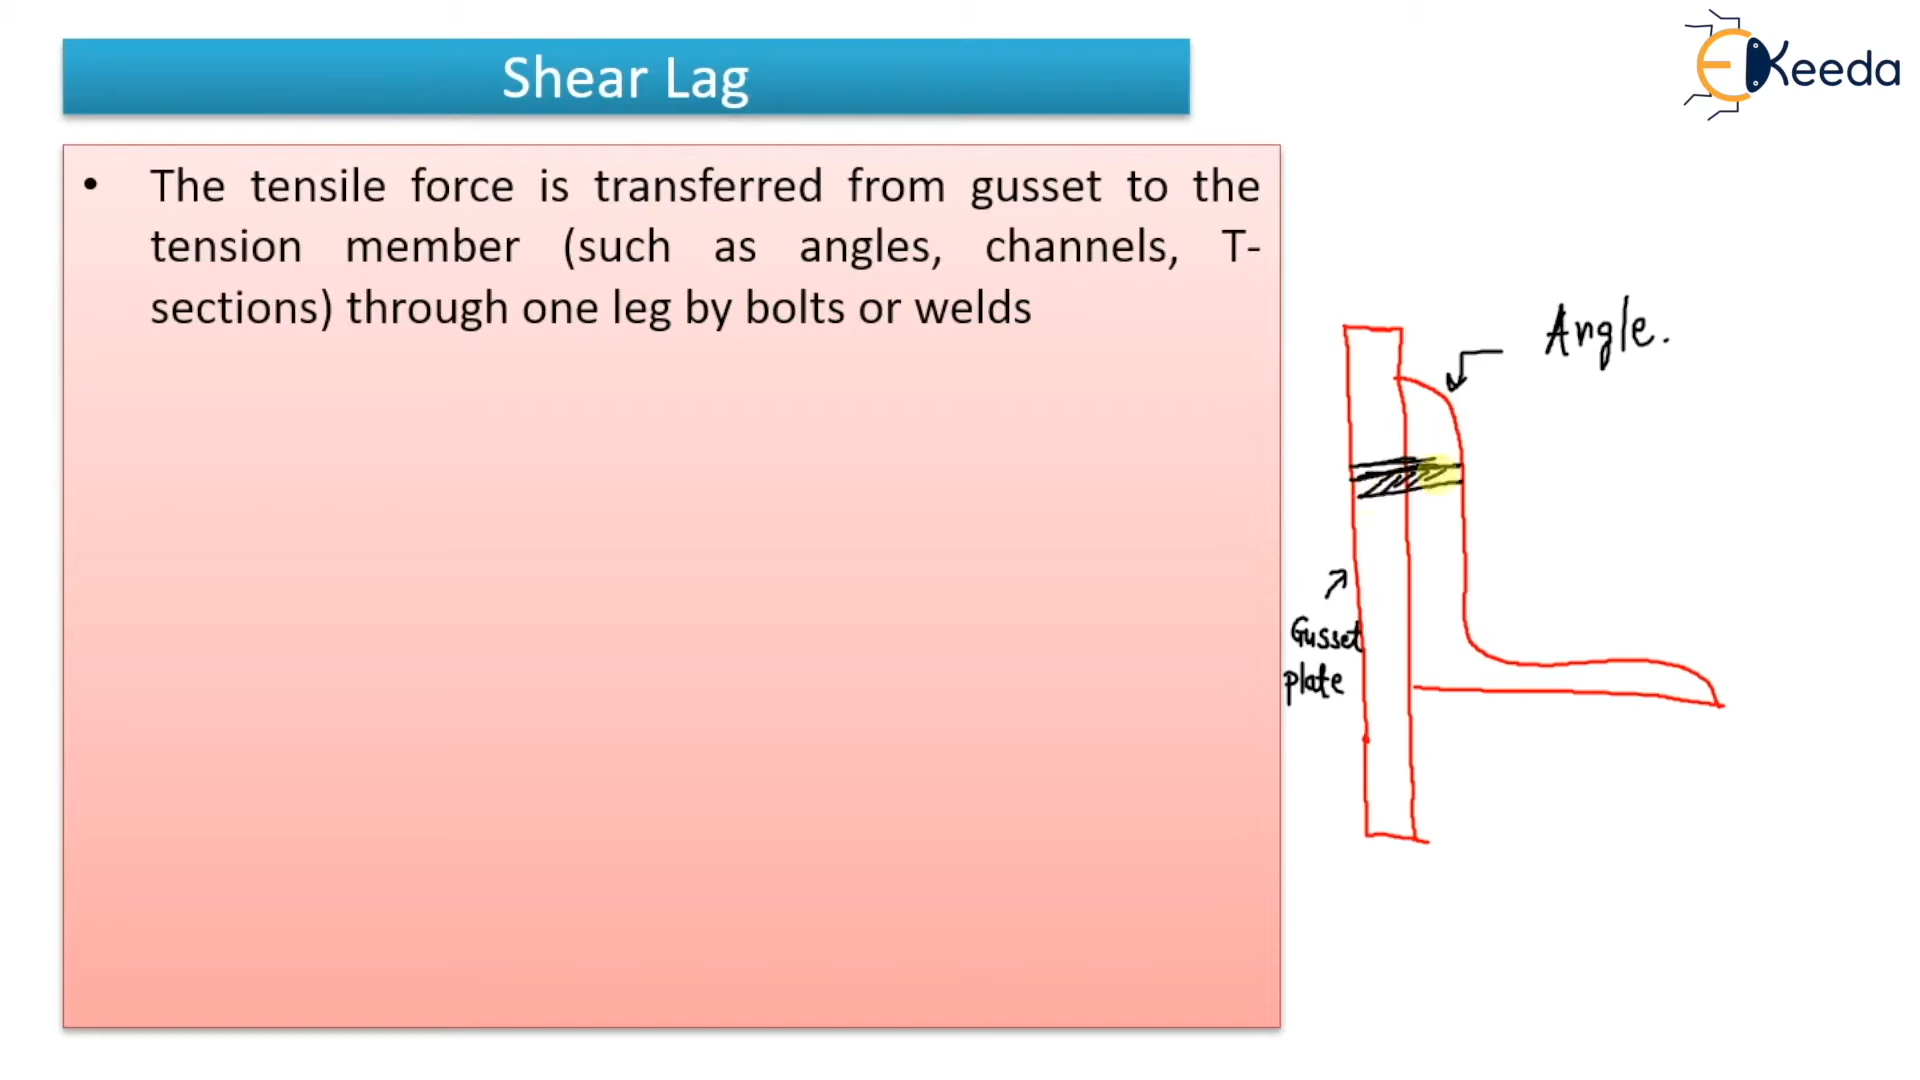 Shear Lag
EKeeda
• The tensile force is transferred from gusset to the
tension member (such as angles, channels, T-
sections) through one leg by bolts or welds
Angle.
Gusset
plate